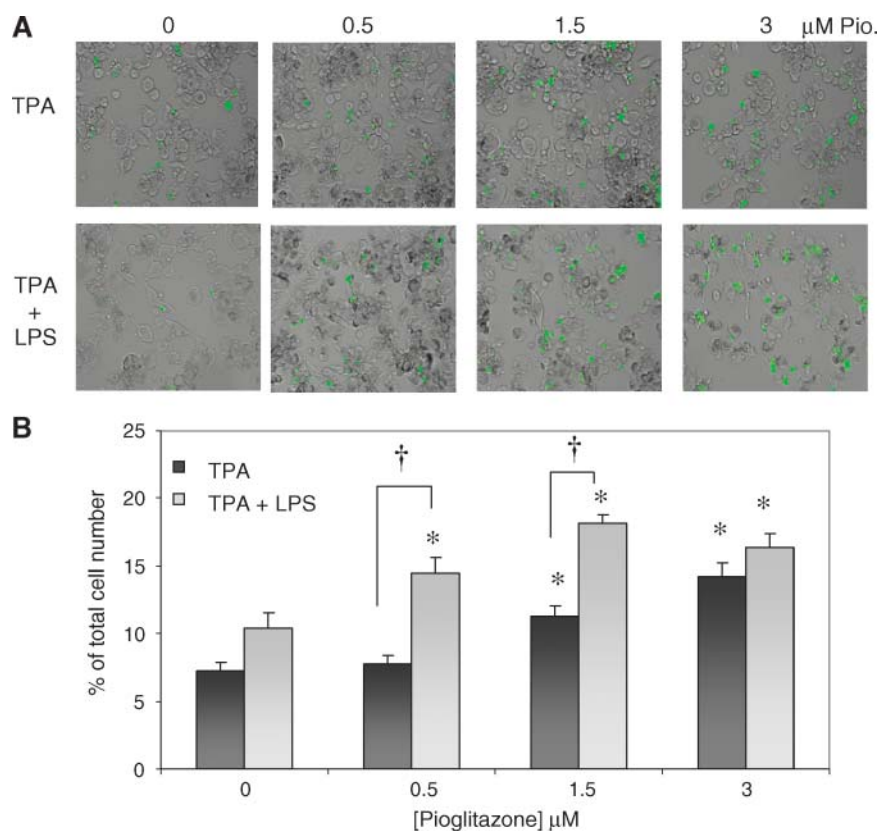 A
0 0.5 1.5 3 μM Pio.
TPA
TPA
+
LPS
B
25
20
15
10
5
0
% of total cell number
TPA
TPA + LPS
†
†
*
*
*
*
*
0 0.5 1.5 3
[Pioglitazone] μM